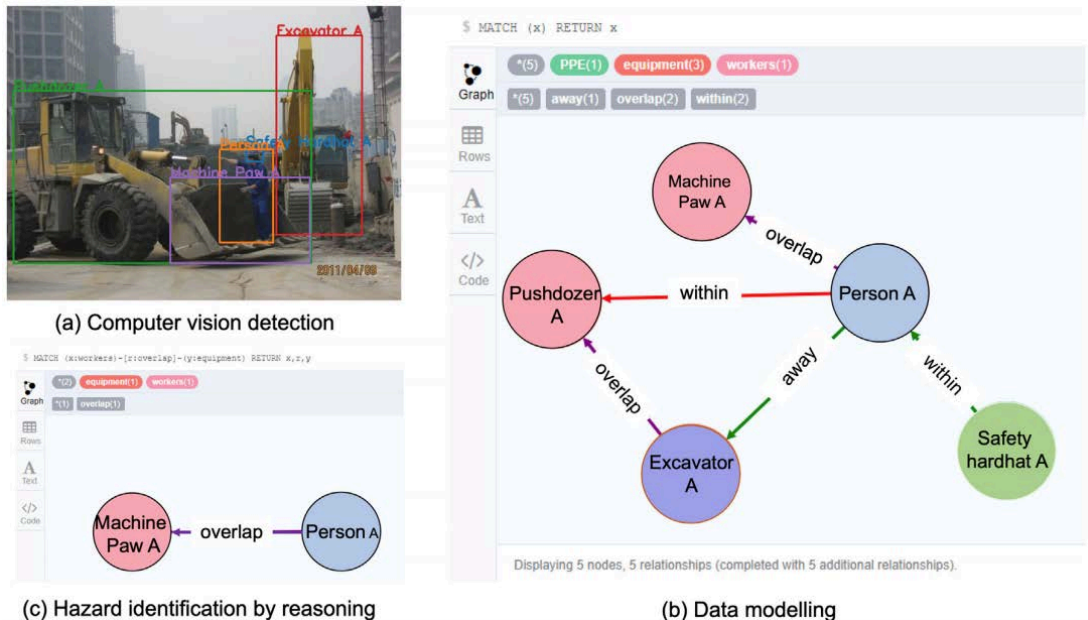 Excavator A
Pushdozer A
Safety Hardhat A
Machine Paw A
2011/04/09
(a) Computer vision detection
$ MATCH (x:workers)-[r:overlap]-(y:equipment) RETURN x,r,y
*(2) equipment(1) workers(1)
Graph
*(1) overlap(1)
Rows
A
Text
</>
Code
Machine
Paw A
overlap
Person A
(c) Hazard identification by reasoning
$ MATCH (x) RETURN x
*(5) PPE(1) equipment(3) workers(1)
Graph
*(5) away(1) overlap(2) within(2)
Rows
A
Text
</>
Code
Machine
Paw A
overlap
Pushdozer
A
within
Person A
overlap
away
within
Excavator
A
Safety
hardhat A
Displaying 5 nodes, 5 relationships (completed with 5 additional relationships).
(b) Data modelling